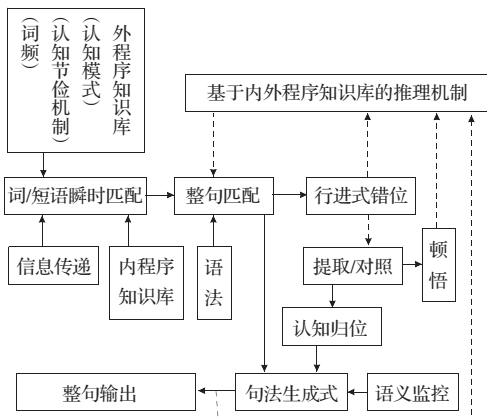 外程序知识库
(认知模式)
(认知节俭机制)
(词频)
基于内外程序知识库的推理机制
词/短语瞬时匹配
整句匹配
行进式错位
信息传递
内程序
知识库
语
法
提取/对照
顿
悟
认知归位
整句输出
句法生成式
语义监控